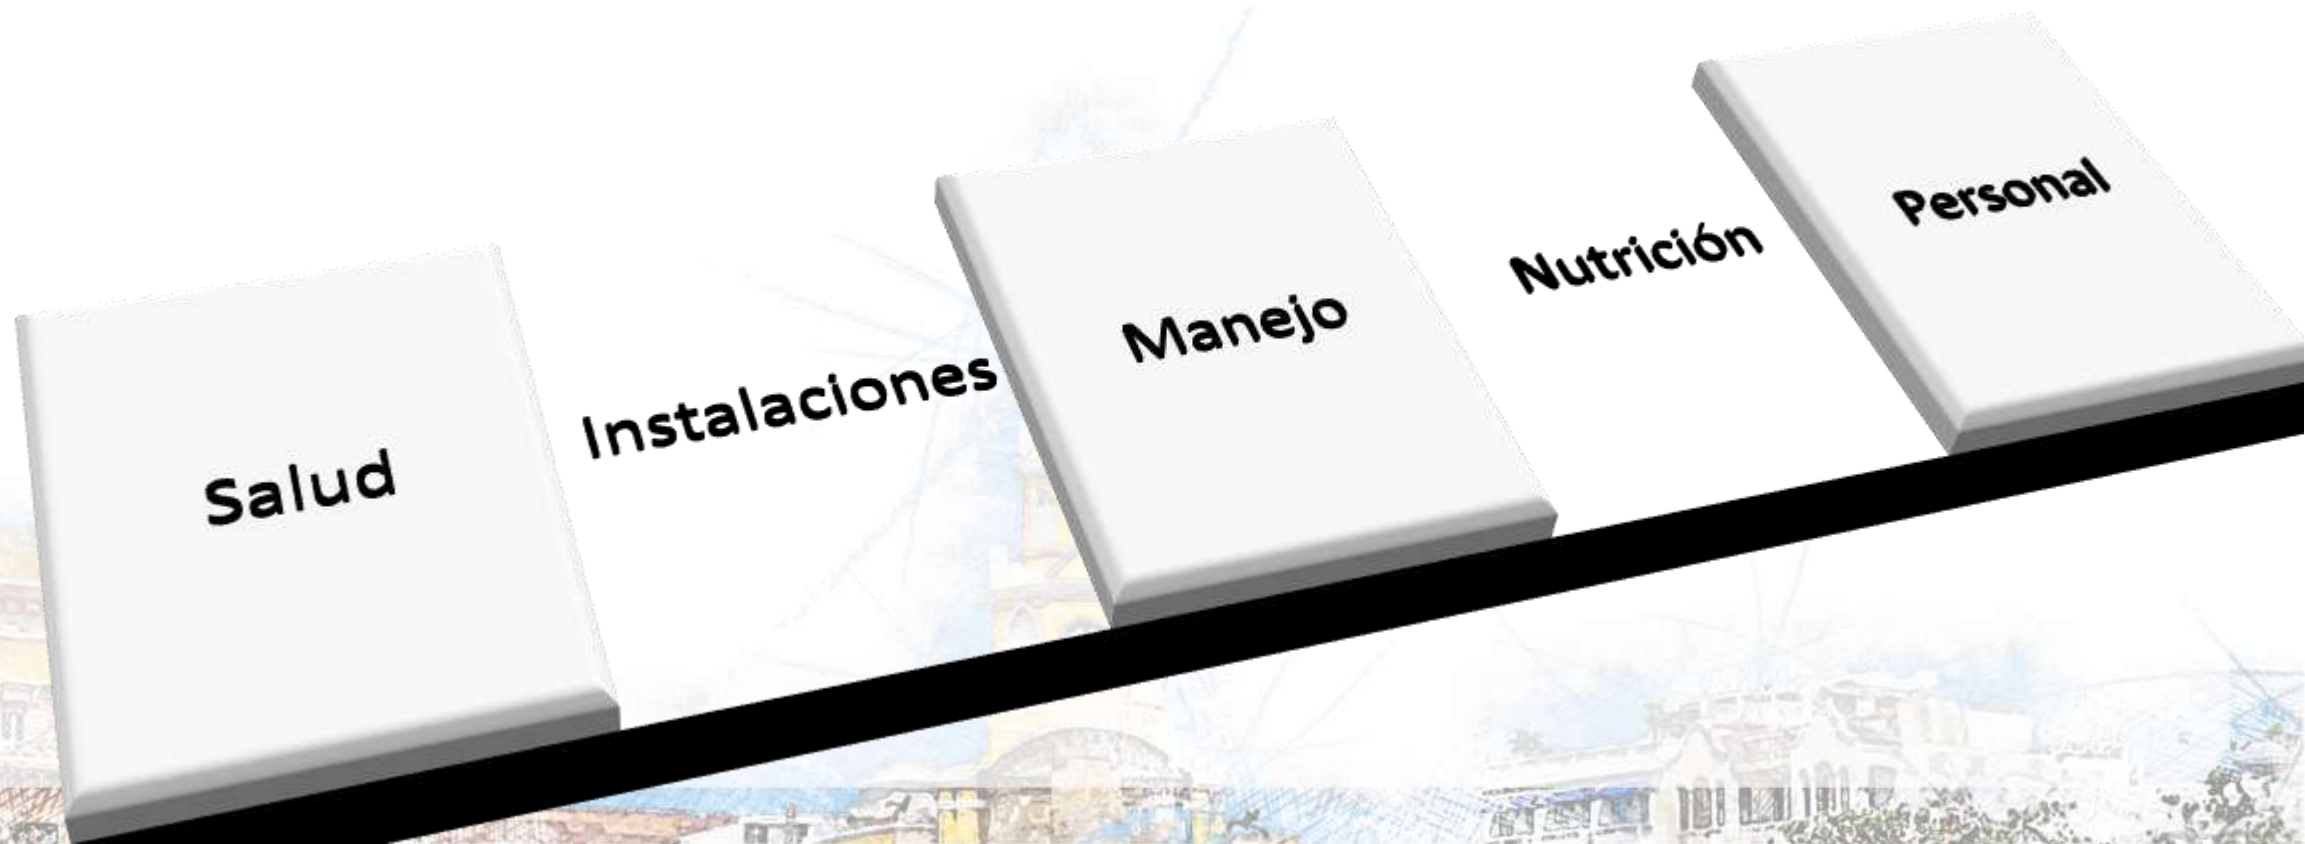 Salud
Instalaciones
Manejo
Nutrición
Personal